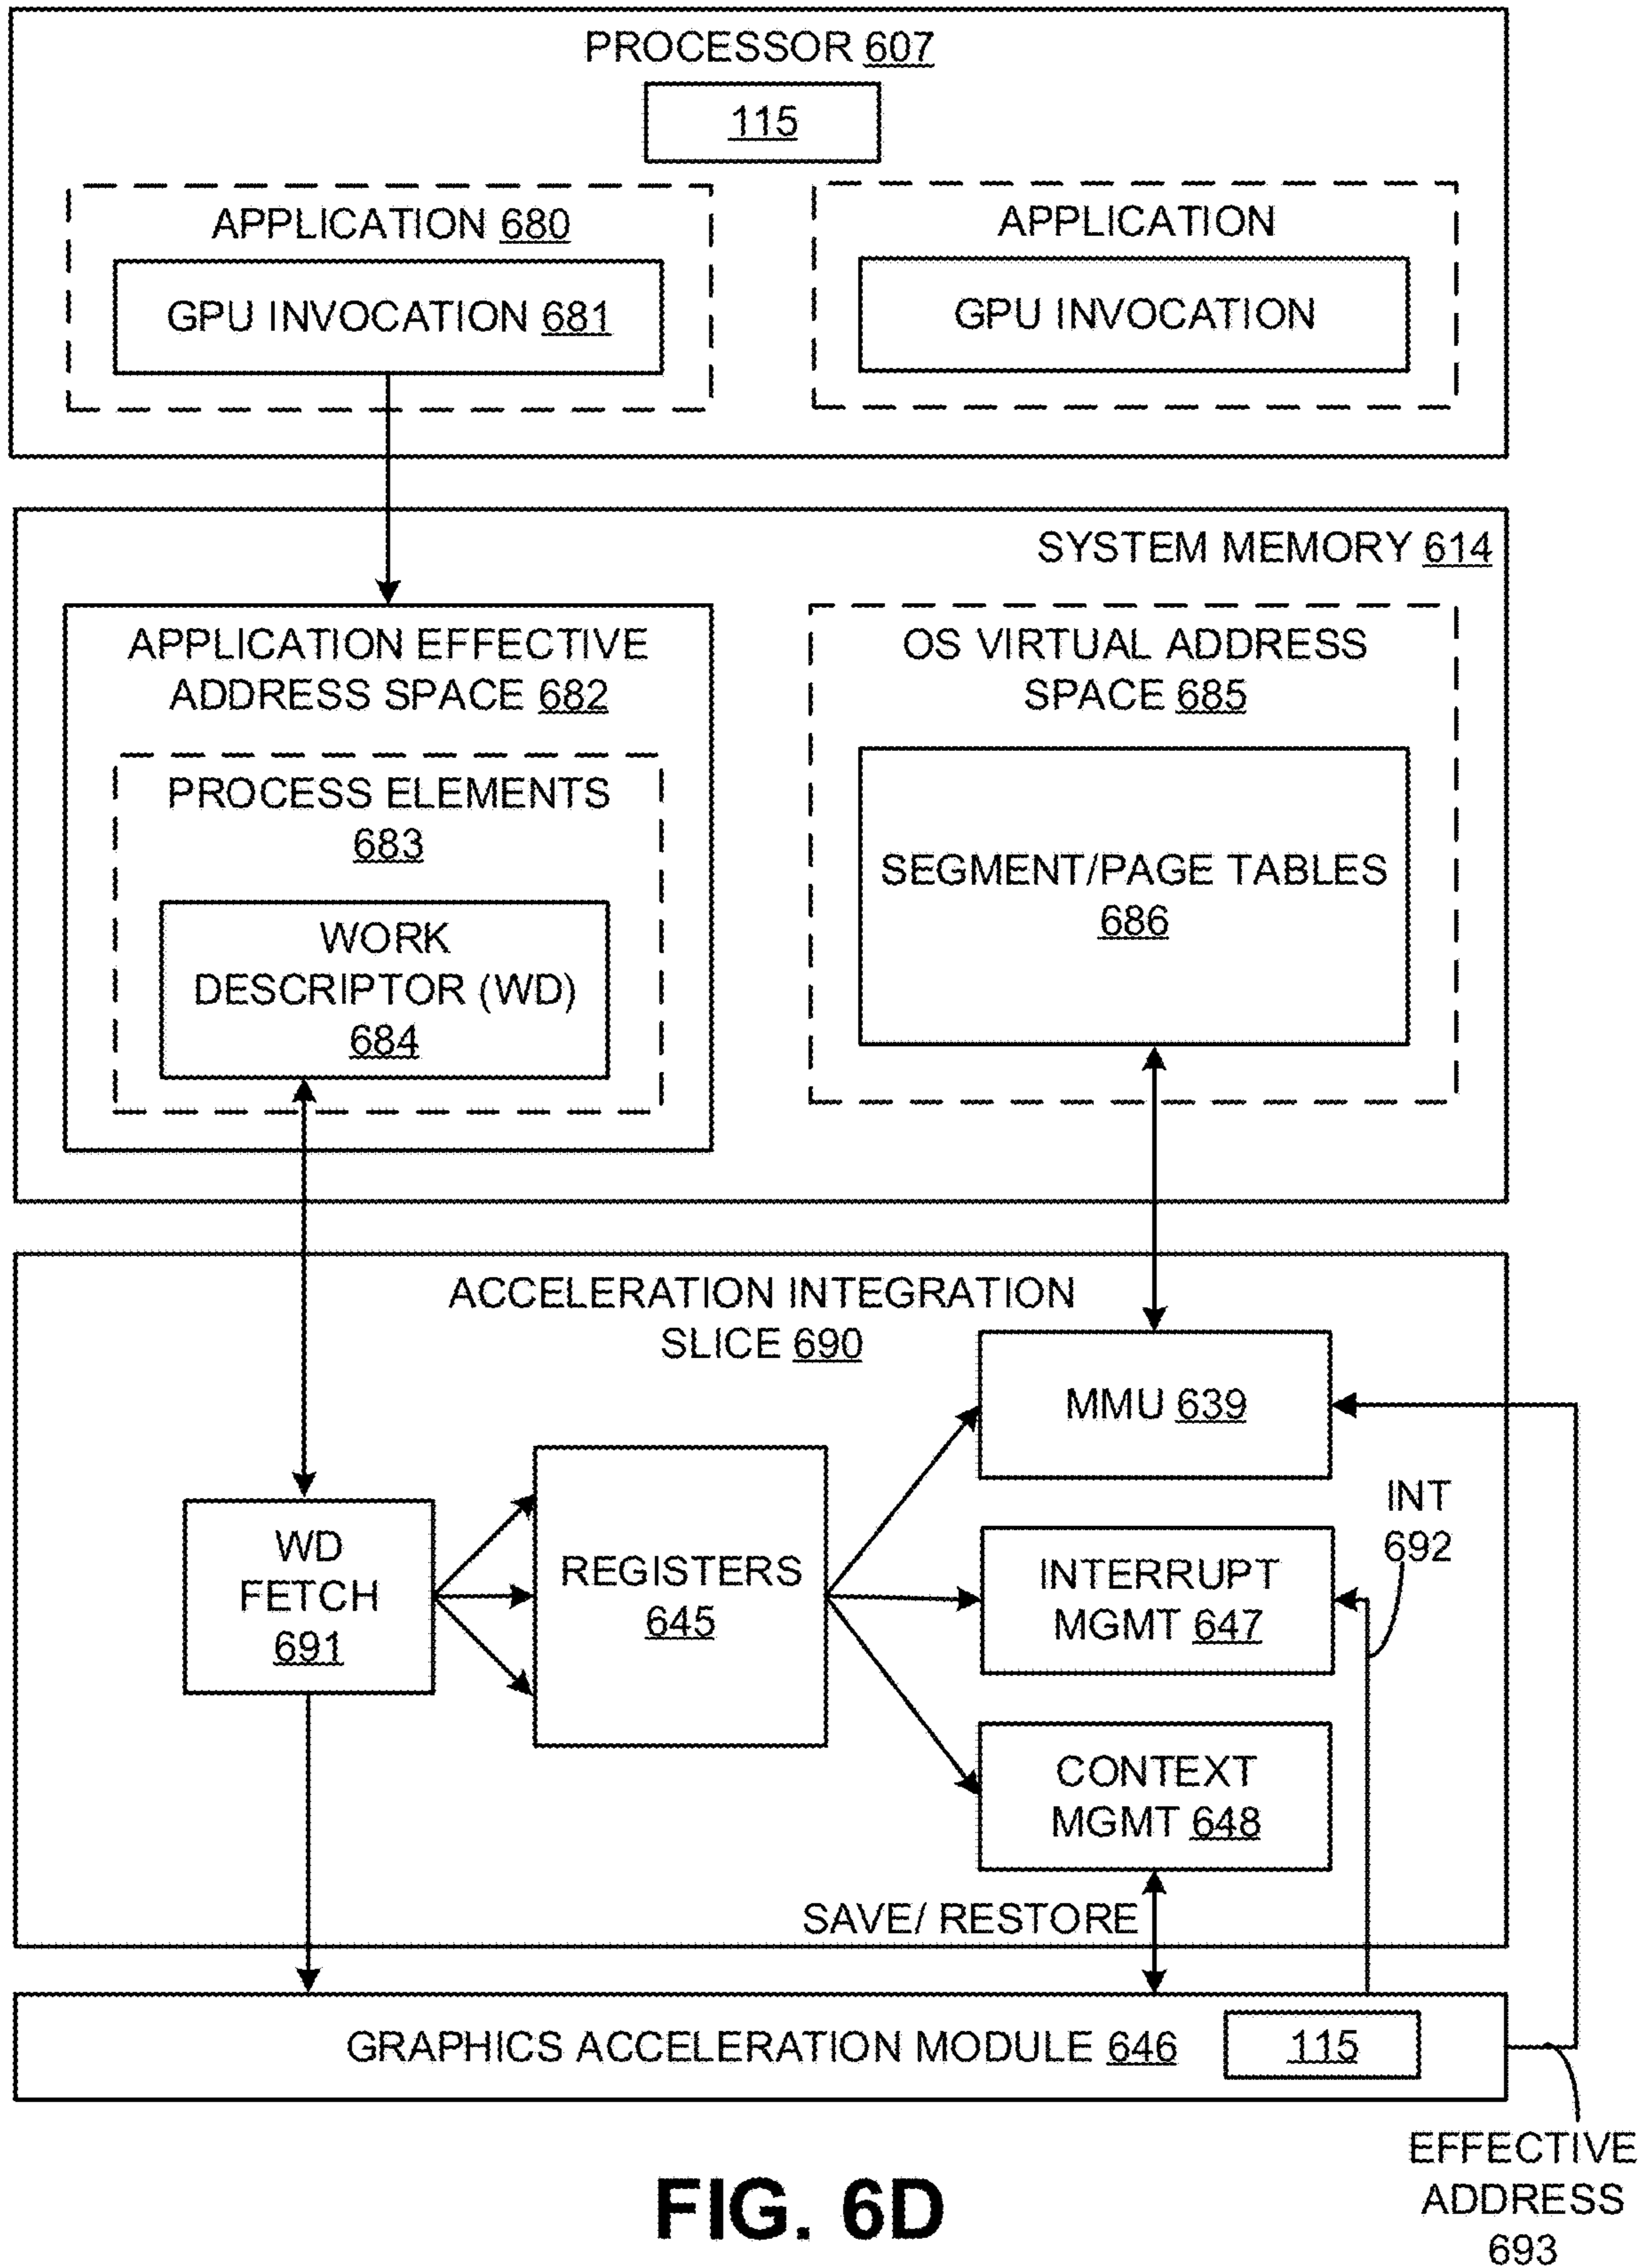 PROCESSOR 607
115
APPLICATION 680
GPU INVOCATION 681
APPLICATION
GPU INVOCATION
SYSTEM MEMORY 614
APPLICATION EFFECTIVE
ADDRESS SPACE 682
PROCESS ELEMENTS
683
WORK
DESCRIPTOR (WD)
684
OS VIRTUAL ADDRESS
SPACE 685
SEGMENT/PAGE TABLES
686
ACCELERATION INTEGRATION
SLICE 690
WD
FETCH
691
REGISTERS
645
MMU 639
INTERRUPT
MGMT 647
CONTEXT
MGMT 648
INT
692
SAVE/ RESTORE
GRAPHICS ACCELERATION MODULE 646
115
EFFECTIVE
ADDRESS
693
FIG. 6D